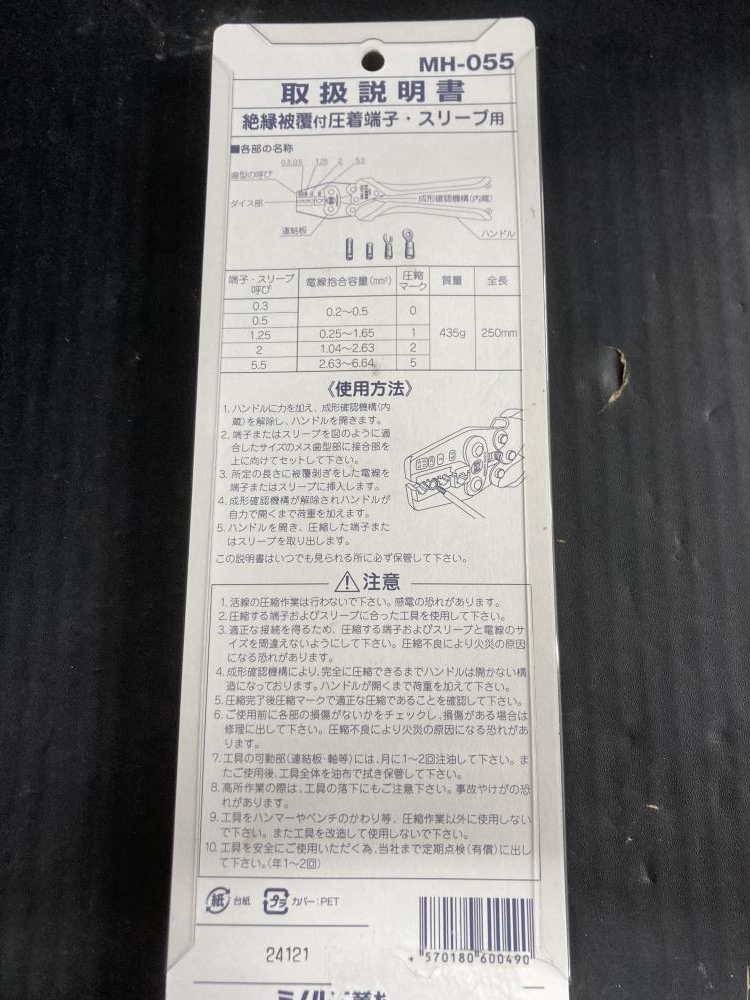 MH-055
取扱説明書
絶縁被覆付圧着端子・スリーブ用
■各部の名称
0.3,0.5 1.25 2 5.5
歯型の呼び
ダイス部
成形確認機構(内蔵)
連結板
ハンドル
端子・スリーブ呼び 電線抱合容量(mm²) 圧縮マーク 質量 全長
0.3 0.2〜0.5 0 435g 250mm
0.5
1.25 0.25〜1.65 1
2 1.04〜2.63 2
5.5 2.63〜6.64 5
《使用方法》
1. ハンドルに力を加え、成形確認機構(内
蔵)を解除し、ハンドルを開きます。
2. 端子またはスリーブを図のように適
合したサイズのメス歯型部に接合部を
上に向けてセットして下さい。
3. 所定の長さに被覆剥ぎをした電線を
端子またはスリーブに挿入します。
4. 成形確認機構が解除されハンドルが
自力で開くまで荷重を加えます。
5. ハンドルを開き、圧縮した端子また
はスリーブを取り出します。
この説明書はいつでも見られる所に必ず保管して下さい。
注意
1. 活線の圧縮作業は行わないで下さい。感電の恐れがあります。
2. 圧縮する端子およびスリーブに合った工具を使用して下さい。
3. 適正な接続を得るため、圧縮する端子およびスリーブと電線のサ
イズを間違えないようにして下さい。圧縮不良により火災の原因
になる恐れがあります。
4. 成形確認機構により、完全に圧縮できるまでハンドルは開かない構
造になっております。ハンドルが開くまで荷重を加えて下さい。
5. 圧縮完了後圧縮マークで適正な圧縮であることを確認して下さい。
6. ご使用前に各部の損傷がないかをチェックし、損傷がある場合は
修理に出して下さい。圧縮不良により火災の原因になる恐れがあ
ります。
7. 工具の可動部(連結板・軸等)には、月に1〜2回注油して下さい。ま
たご使用後、工具全体を油布で拭き保管して下さい。
8. 高所作業の際は、工具の落下にもご注意下さい。事故やけがの恐
れがあります。
9. 工具をハンマーやペンチのかわり等、圧縮作業以外に使用しない
で下さい。また工具を改造して使用しないで下さい。
10. 工具を安全にご使用いただく為、当社まで定期点検(有償)に出し
て下さい。(年1〜2回)
紙 台紙 プラ カバー:PET
24121
4 570180 600490